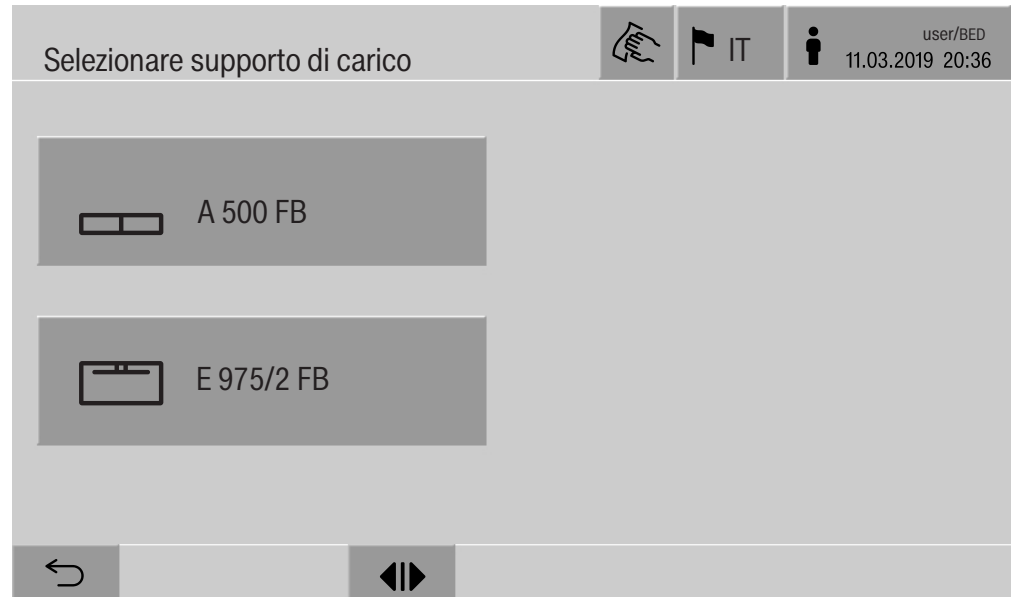 Selezionare supporto di carico
IT
user/BED
11.03.2019 20:36
A 500 FB
E 975/2 FB